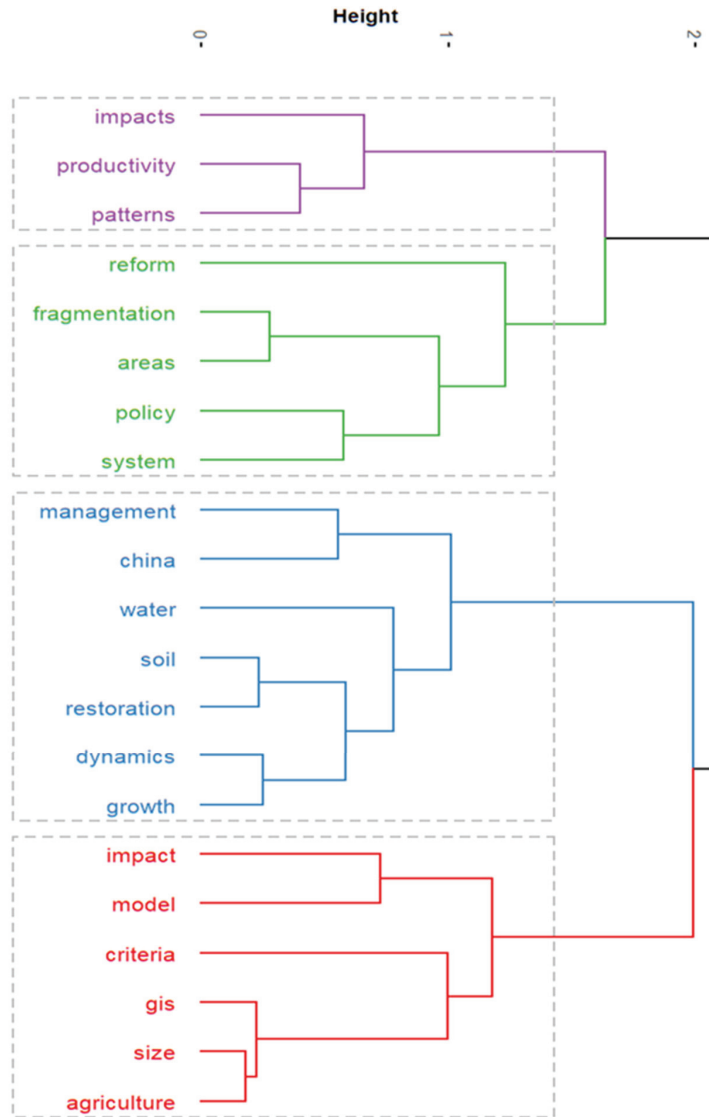 Height
0-
1-
2-
impacts
productivity
patterns
reform
fragmentation
areas
policy
system
management
china
water
soil
restoration
dynamics
growth
impact
model
criteria
gis
size
agriculture